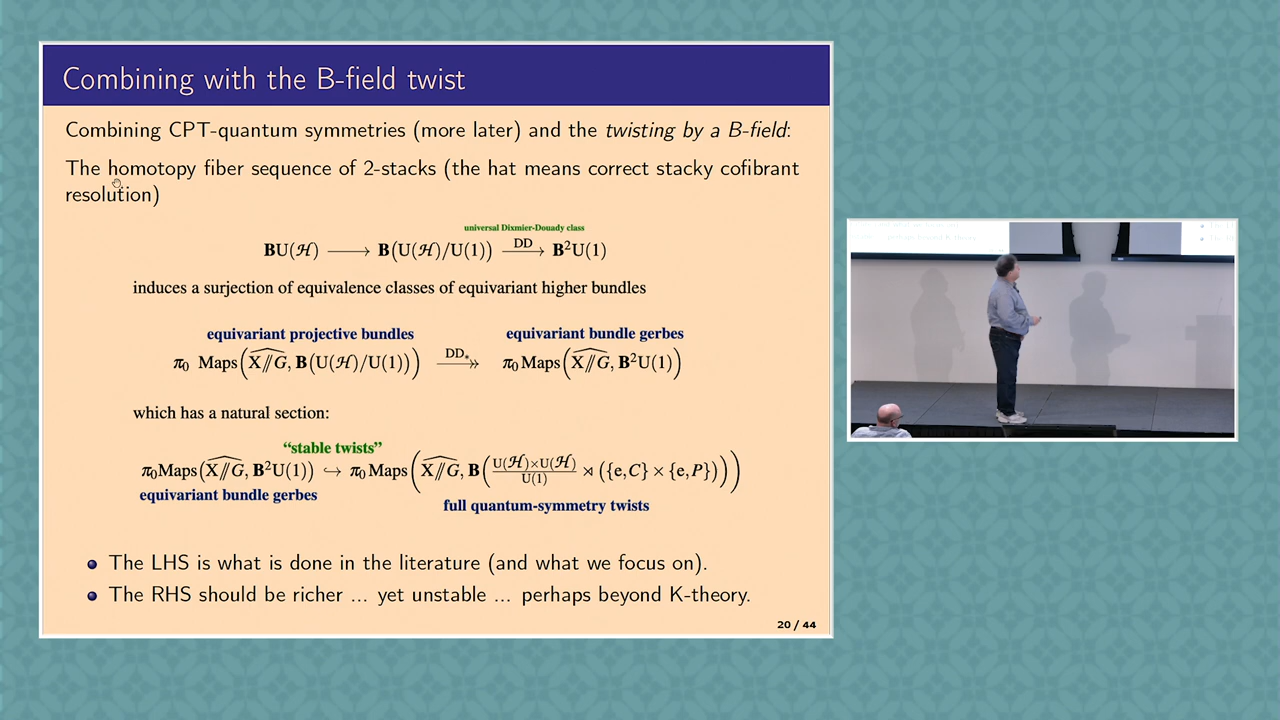 Combining with the B-field twist
Combining CPT-quantum symmetries (more later) and the twisting by a B-field:
The homotopy fiber sequence of 2-stacks (the hat means correct stacky cofibrant
resolution)
universal Dixmier-Douady class
BU(ℋ) ⟶ B(U(ℋ)/U(1)) —DD→ B²U(1)
induces a surjection of equivalence classes of equivariant higher bundles
equivariant projective bundles equivariant bundle gerbes
π₀ Maps(X⫽G, B(U(ℋ)/U(1))) —DD*↠ π₀ Maps(X⫽G, B²U(1))
which has a natural section:
“stable twists”
π₀Maps(X⫽G, B²U(1)) ↪ π₀ Maps(X⫽G, B(U(ℋ)×U(ℋ)/U(1) ⋊ ({e,C} × {e,P})))
equivariant bundle gerbes
full quantum-symmetry twists
The LHS is what is done in the literature (and what we focus on).
The RHS should be richer ... yet unstable ... perhaps beyond K-theory.
20 / 44